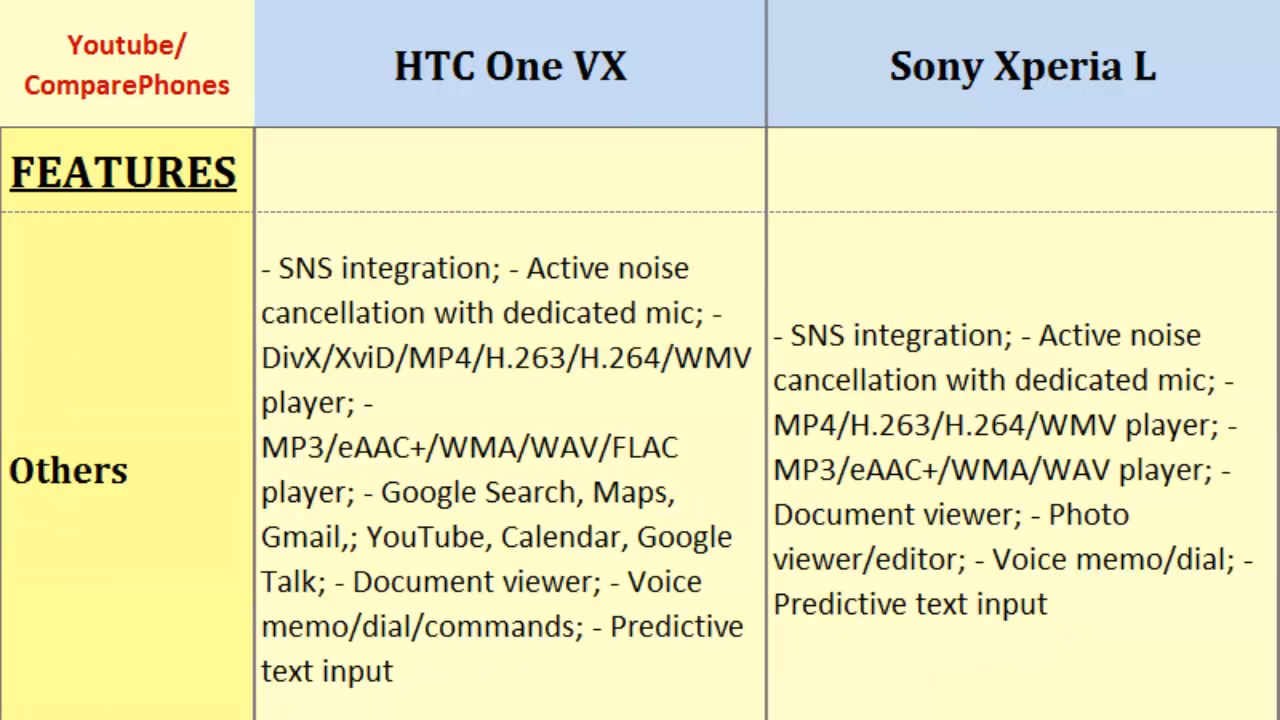 Youtube/
ComparePhones
HTC One VX
Sony Xperia L
FEATURES
Others
- SNS integration; - Active noise
cancellation with dedicated mic; -
DivX/XviD/MP4/H.263/H.264/WMV
player; -
MP3/eAAC+/WMA/WAV/FLAC
player; - Google Search, Maps,
Gmail,; YouTube, Calendar, Google
Talk; - Document viewer; - Voice
memo/dial/commands; - Predictive
text input
- SNS integration; - Active noise
cancellation with dedicated mic; -
MP4/H.263/H.264/WMV player; -
MP3/eAAC+/WMA/WAV player; -
Document viewer; - Photo
viewer/editor; - Voice memo/dial; -
Predictive text input